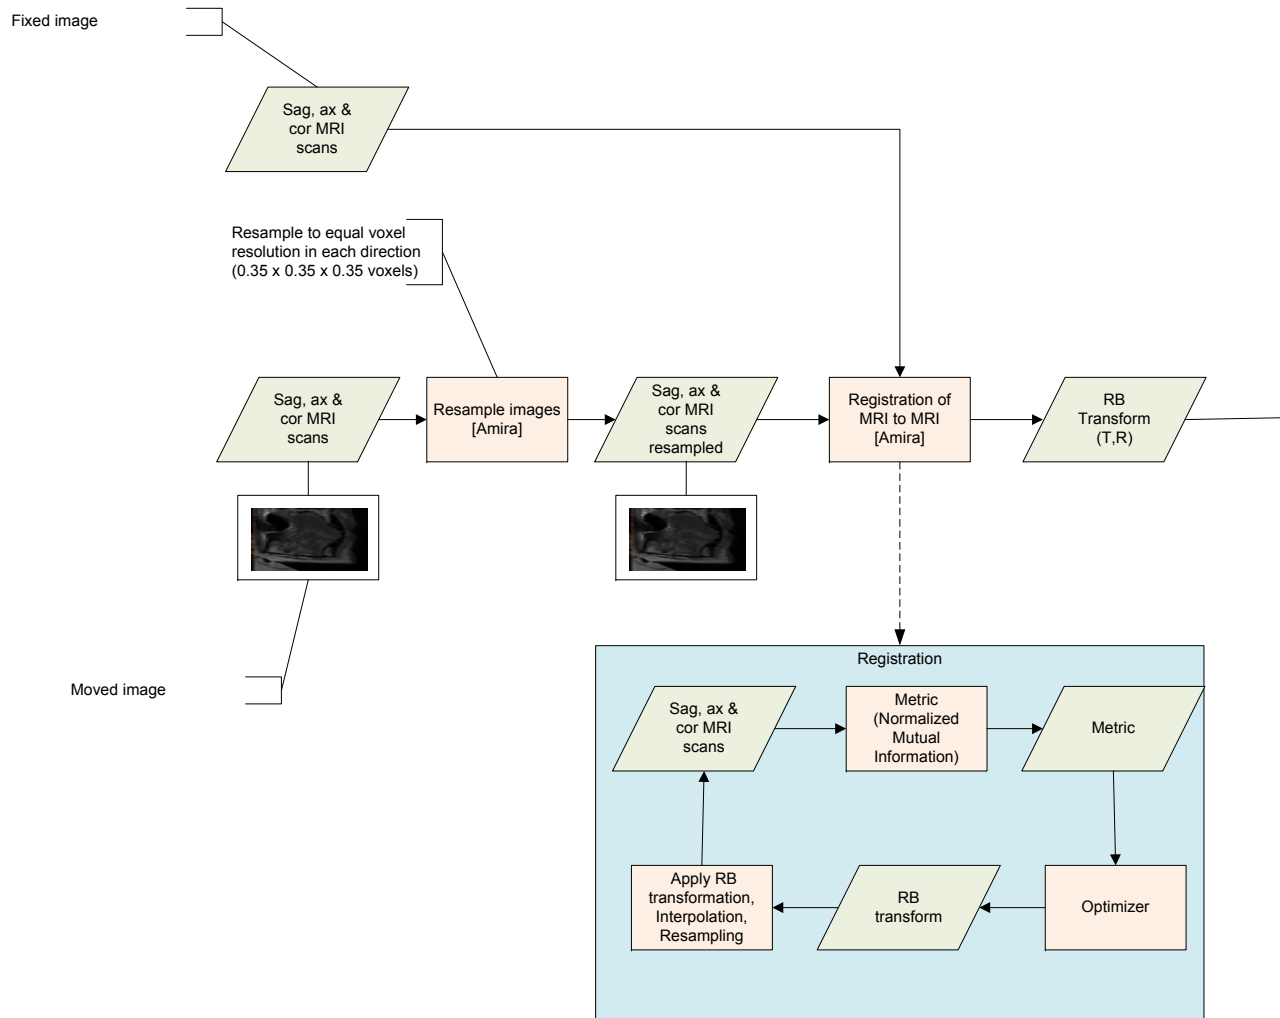 Fixed image
Sag, ax &
cor MRI
scans
Resample to equal voxel
resolution in each direction
(0.35 x 0.35 x 0.35 voxels)
Sag, ax &
cor MRI
scans
Resample images
[Amira]
Sag, ax &
cor MRI
scans
resampled
Registration of
MRI to MRI
[Amira]
RB
Transform
(T,R)
Moved image
Registration
Sag, ax &
cor MRI
scans
Metric
(Normalized
Mutual
Information)
Metric
Apply RB
transformation,
Interpolation,
Resampling
RB
transform
Optimizer